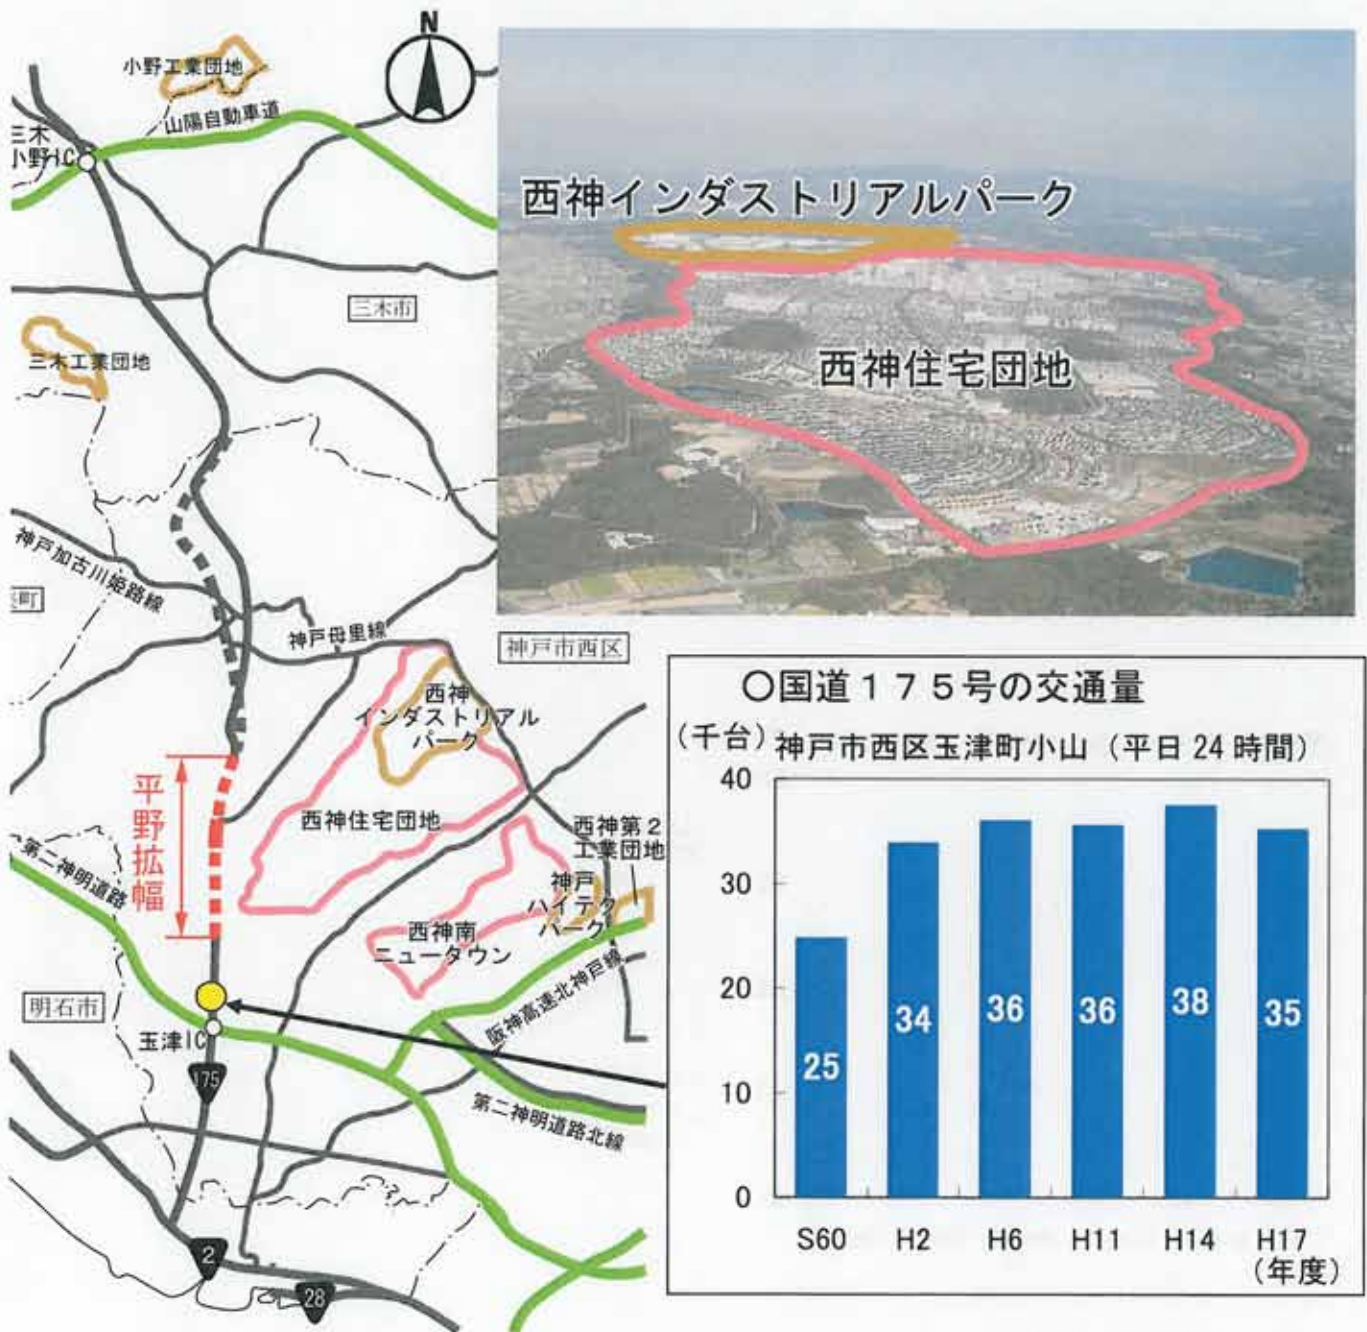 N
小野工業団地
山陽自動車道
三木
小野IC
三木市
三木工業団地
神戸加古川姫路線
町
神戸母里線
神戸市西区
西神
インダストリアル
パーク
平野拡幅
西神住宅団地
西神第2
工業団地
神戸
ハイテク
パーク
西神南
ニュータウン
第二神明道路
明石市
玉津IC
阪神高速北神戸線
第二神明道路北線
175
2
28
西神インダストリアルパーク
西神住宅団地
○国道175号の交通量
(千台)
神戸市西区玉津町小山 (平日24時間)
40
30
20
10
0
25
34
36
36
38
35
S60 H2 H6 H11 H14 H17
(年度)